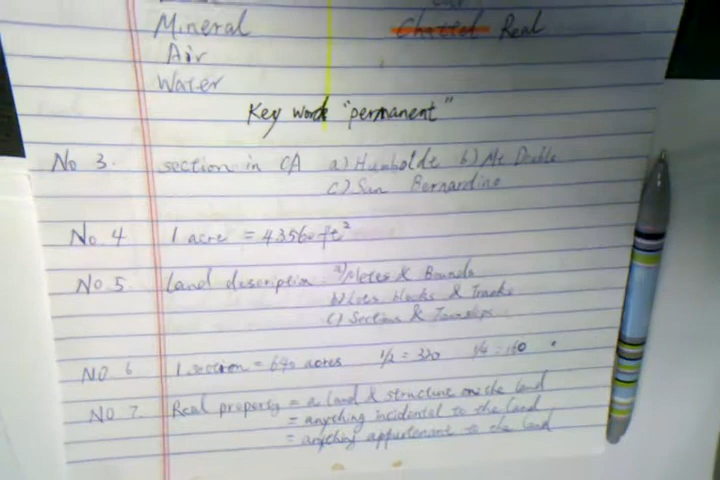 Mineral Chattel Real
Air
Water
Key word "permanent"
No 3. section in CA a) Humboldt b) Mt. Diablo
c) San Bernardino
No. 4 1 acre = 43560 ft²
No 5 Land description a) Metes & Bounds
b) Lots Blocks & Tracks
c) Section & Townships
NO 6 1 section = 640 acres 1/2 = 320 1/4 = 160
NO 7. Real property = a land & structure on the land
= anything incidental to the land
= anything appurtenant to the land